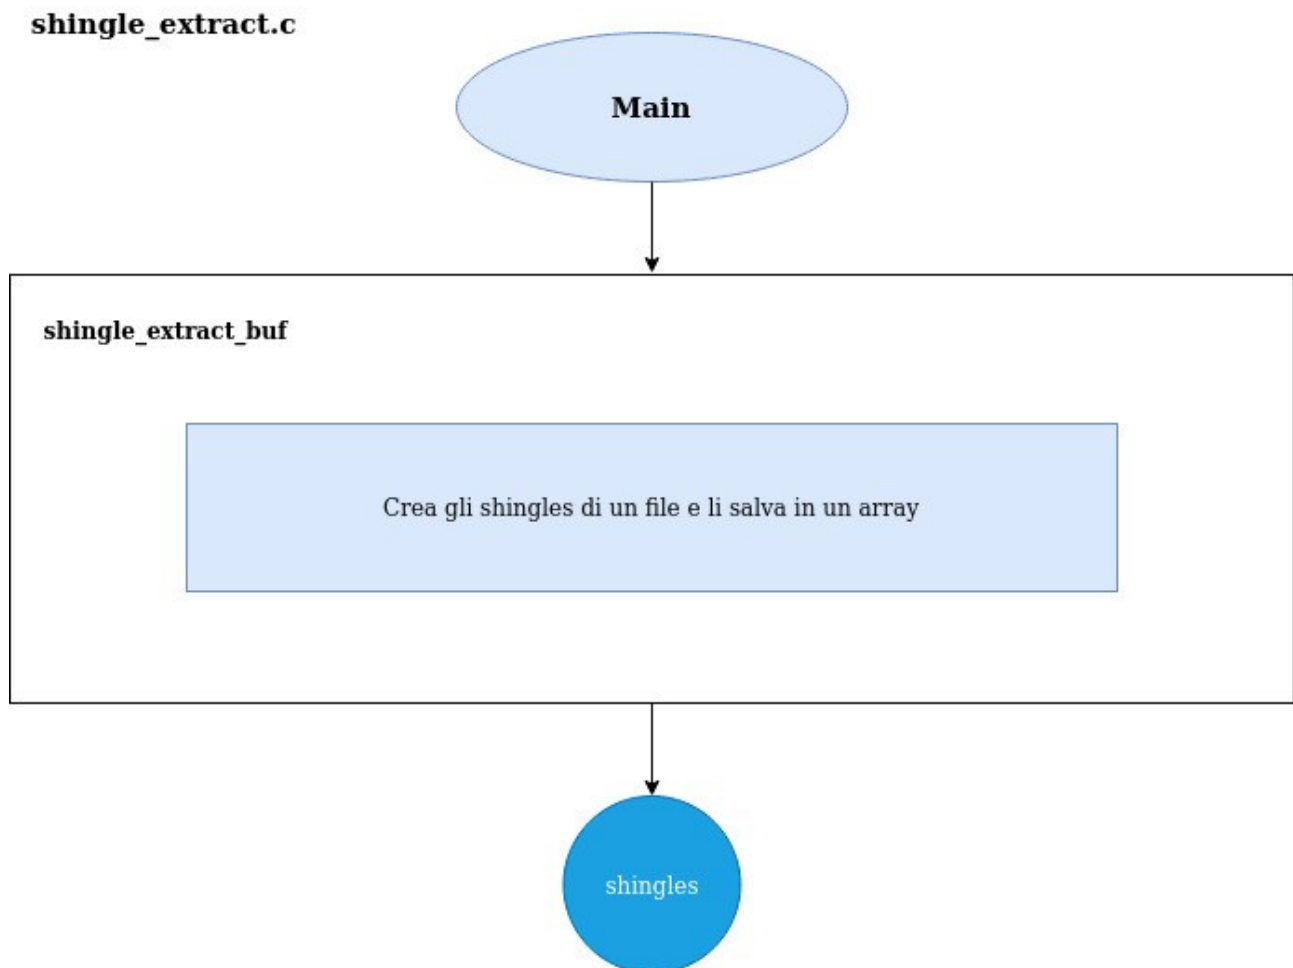 shingle_extract.c
Main
shingle_extract_buf
Crea gli shingles di un file e li salva in un array
shingles